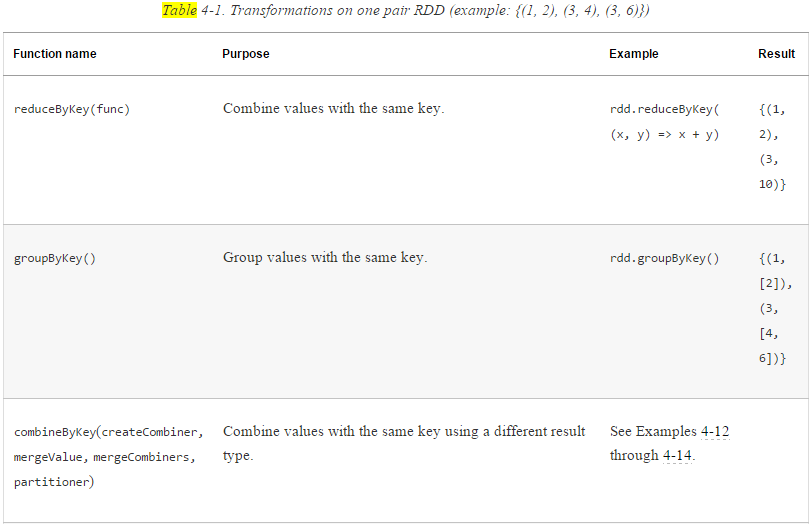 Table 4-1. Transformations on one pair RDD (example: {(1, 2), (3, 4), (3, 6)})
Function name Purpose Example Result
reduceByKey(func) Combine values with the same key. rdd.reduceByKey( {(1,
(x, y) => x + y) 2),
(3,
10)}
groupByKey() Group values with the same key. rdd.groupByKey() {(1,
[2]),
(3,
[4,
6])}
combineByKey(createCombiner, Combine values with the same key using a different result See Examples 4-12
mergeValue, mergeCombiners, type. through 4-14.
partitioner)